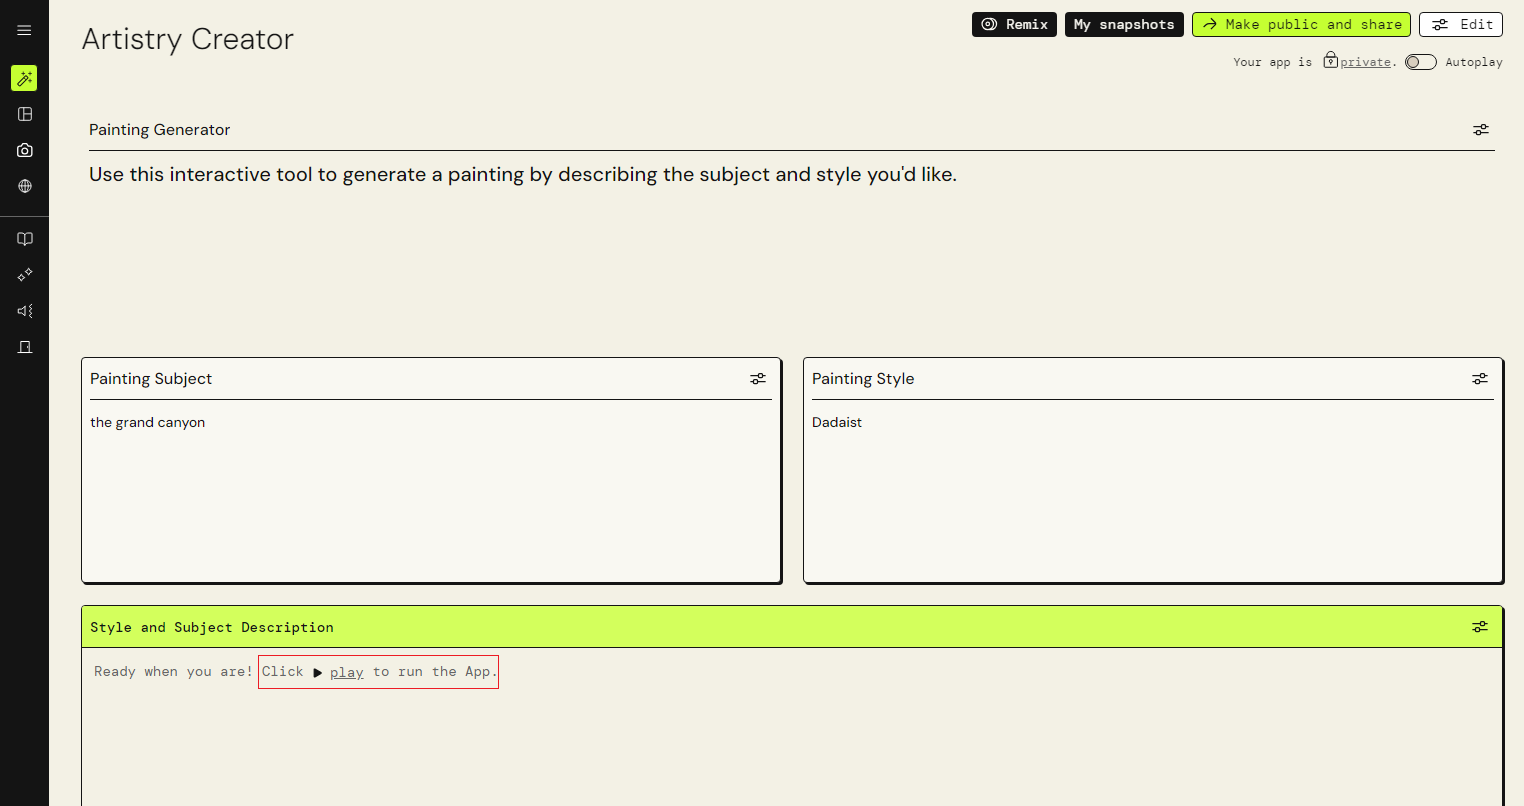 Artistry Creator
Remix
My snapshots
Make public and share
Edit
Your app is private.
Autoplay
Painting Generator
Use this interactive tool to generate a painting by describing the subject and style you'd like.
Painting Subject
the grand canyon
Painting Style
Dadaist
Style and Subject Description
Ready when you are! Click play to run the App.